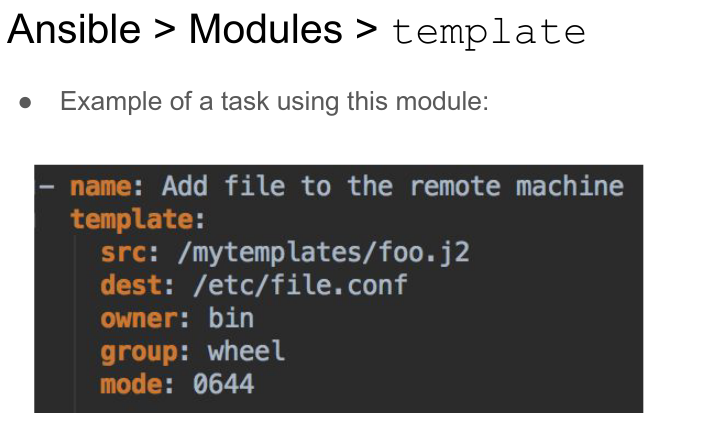 Ansible > Modules > template
● Example of a task using this module:
- name: Add file to the remote machine
template:
src: /mytemplates/foo.j2
dest: /etc/file.conf
owner: bin
group: wheel
mode: 0644